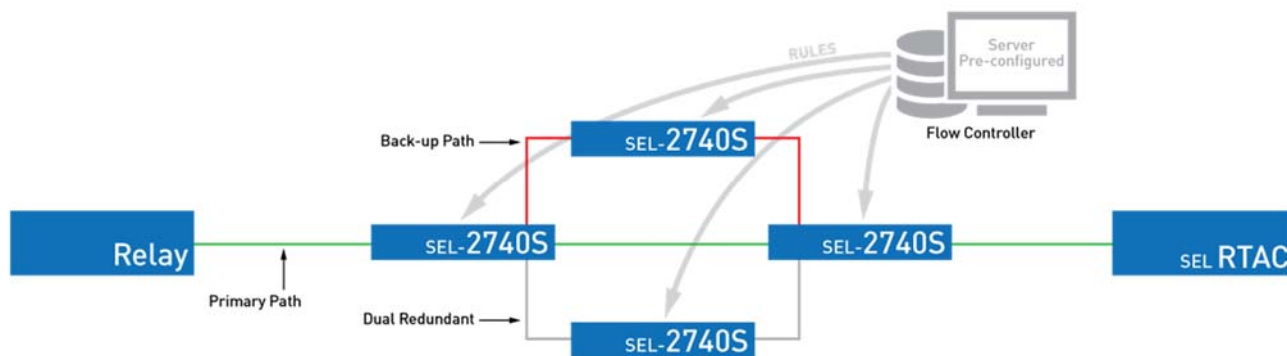 RULES
Server
Pre-configured
Flow Controller
Back-up Path
SEL-2740S
Relay
SEL-2740S
SEL-2740S
SEL RTAC
Primary Path
Dual Redundant
SEL-2740S